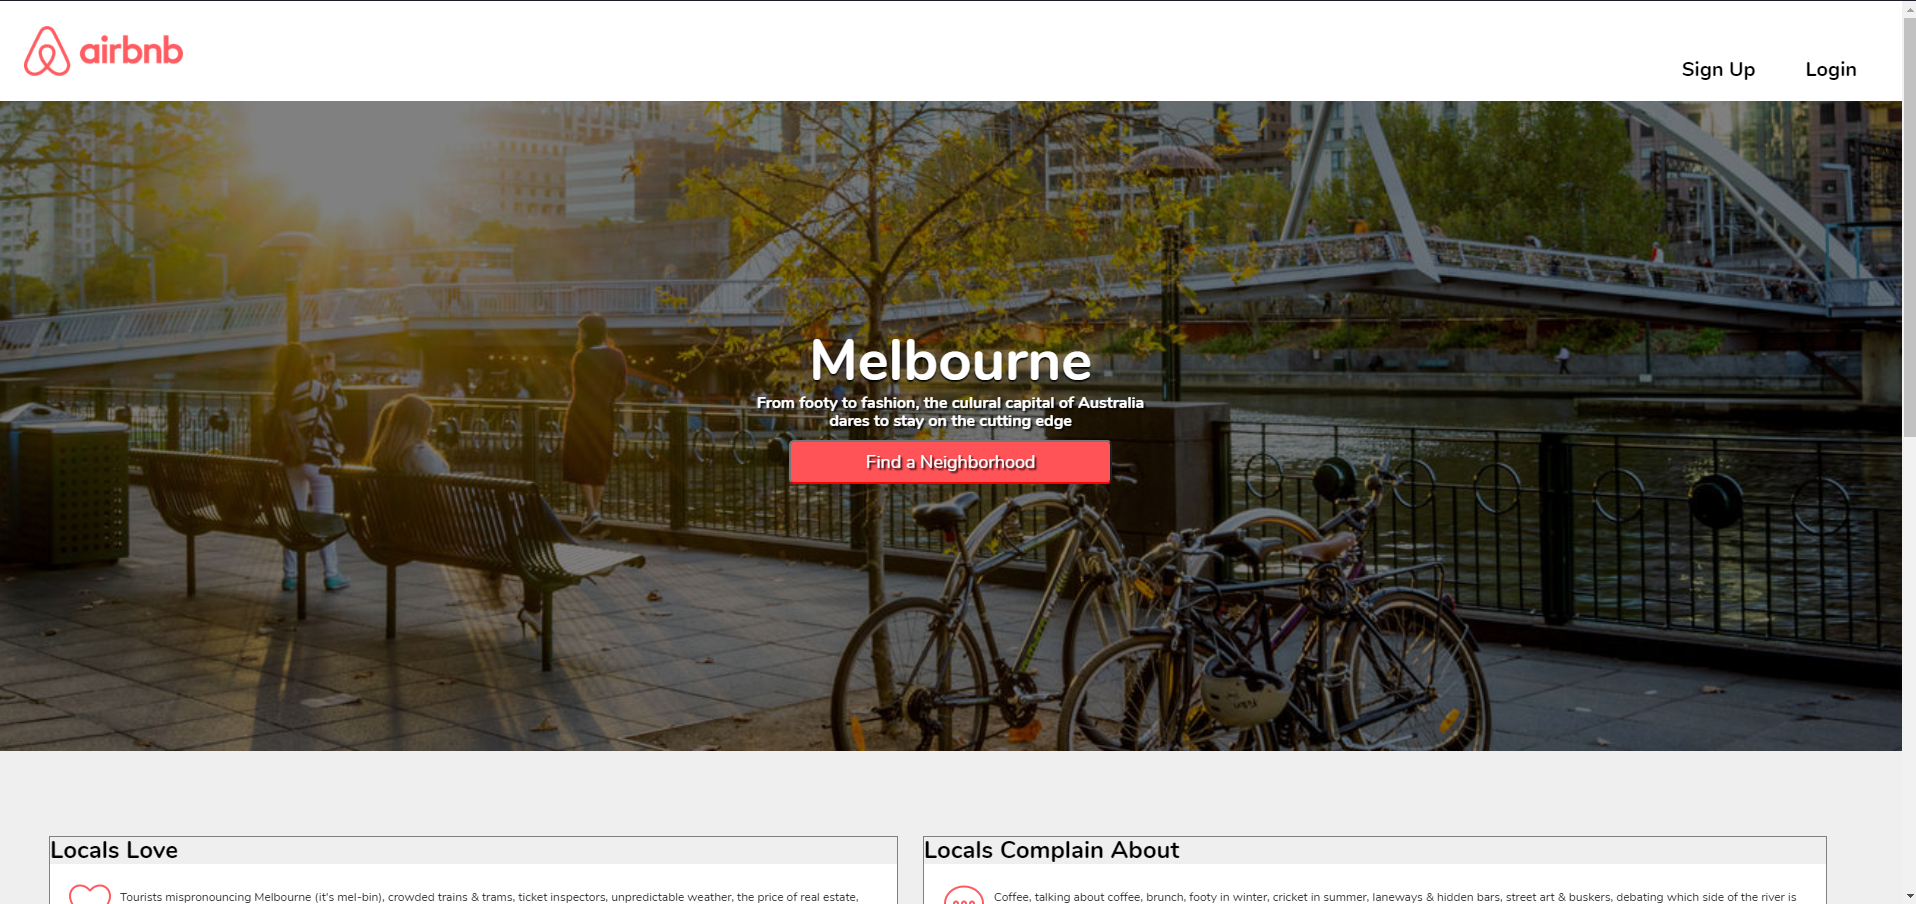 airbnb
Sign Up
Login
Melbourne
From footy to fashion, the culural capital of Australia
dares to stay on the cutting edge
Find a Neighborhood
Locals Love
Tourists mispronouncing Melbourne (it's mel-bin), crowded trains & trams, ticket inspectors, unpredictable weather, the price of real estate,
Locals Complain About
Coffee, talking about coffee, brunch, footy in winter, cricket in summer, laneways & hidden bars, street art & buskers, debating which side of the river is